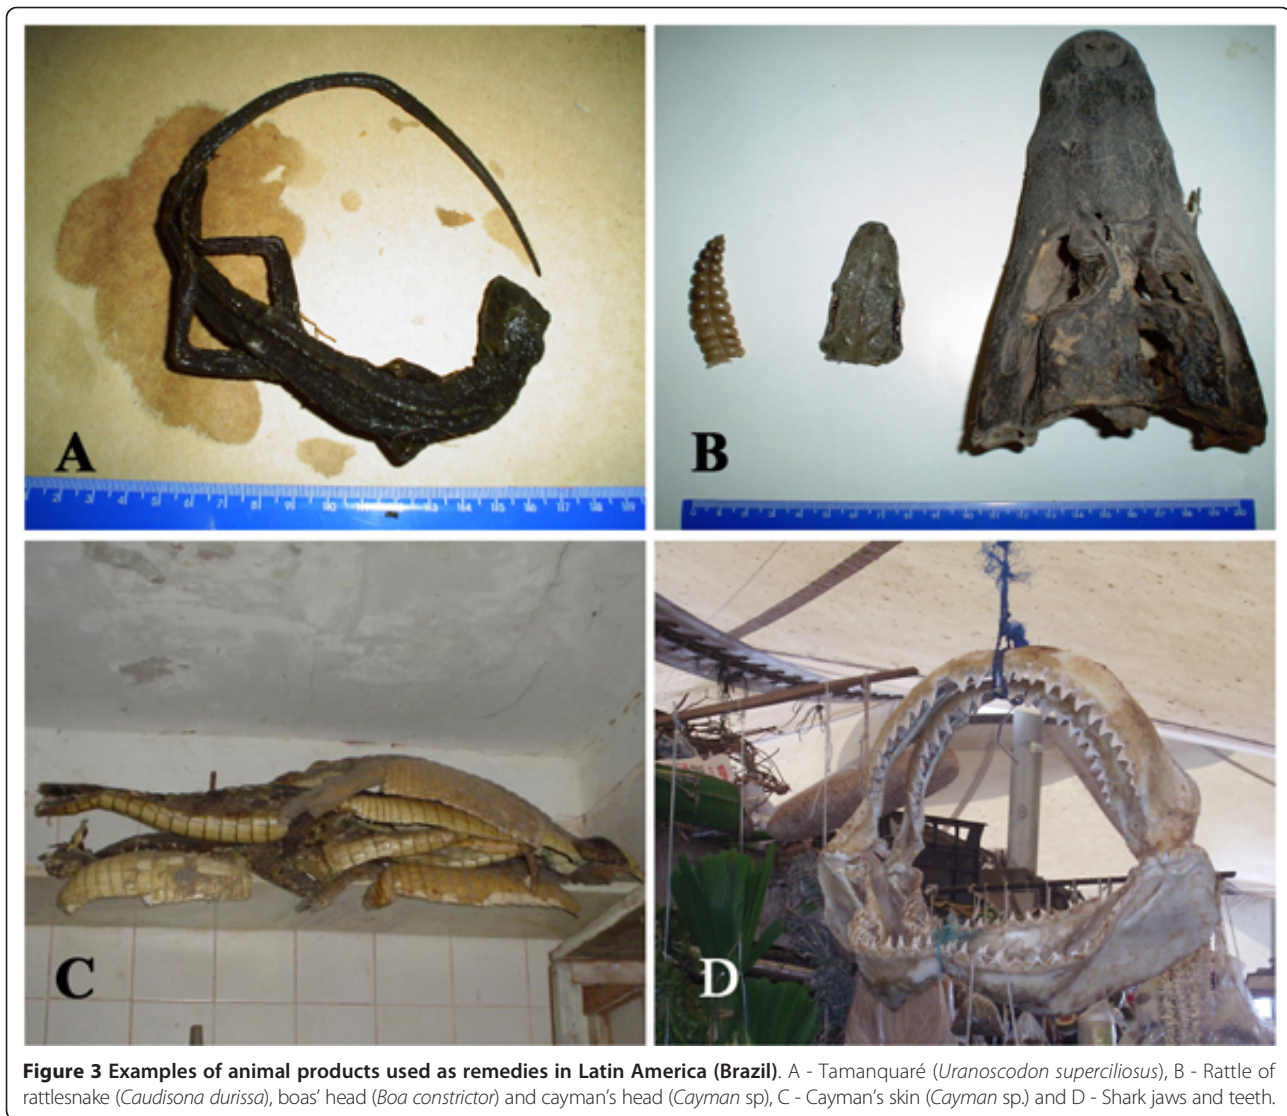 A
B
C
D
Figure 3 Examples of animal products used as remedies in Latin America (Brazil). A - Tamanquaré (Uranoscodon superciliosus), B - Rattle of
rattlesnake (Caudisona durissa), boas' head (Boa constrictor) and cayman's head (Cayman sp), C - Cayman's skin (Cayman sp.) and D - Shark jaws and teeth.